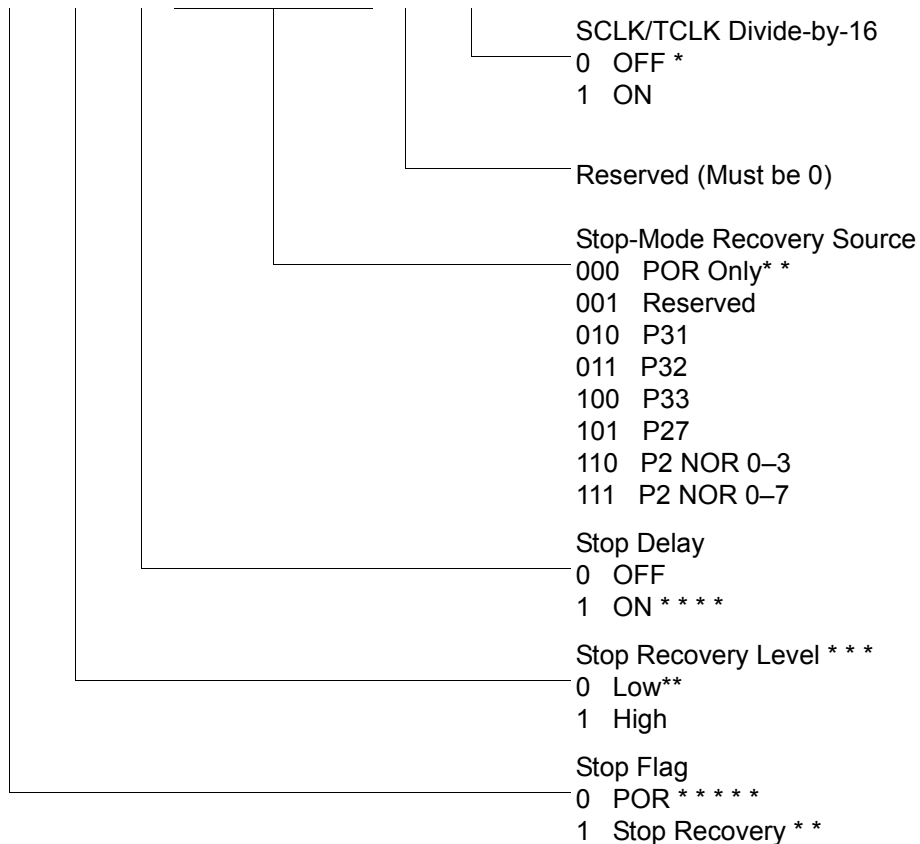 SCLK/TCLK Divide-by-16
0 OFF *
1 ON
Reserved (Must be 0)
Stop-Mode Recovery Source
000 POR Only* *
001 Reserved
010 P31
011 P32
100 P33
101 P27
110 P2 NOR 0–3
111 P2 NOR 0–7
Stop Delay
0 OFF
1 ON * * * *
Stop Recovery Level * * *
0 Low**
1 High
Stop Flag
0 POR * * * * *
1 Stop Recovery * *